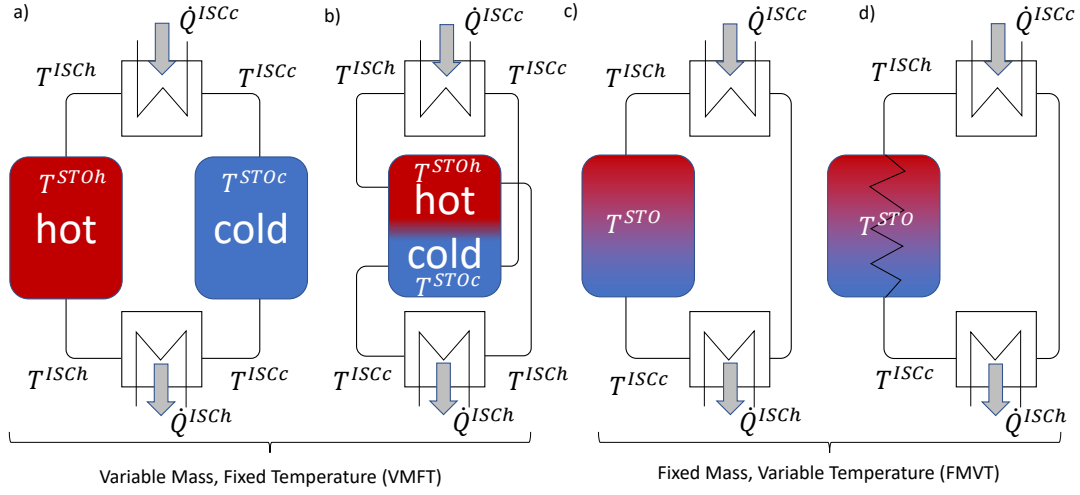 a)
Q̇^ISCc
T^ISCh
T^ISCc
T^STOh
hot
T^STOc
cold
T^ISCh
T^ISCc
Q̇^ISCh
b)
Q̇^ISCc
T^ISCh
T^ISCc
T^STOh
hot
cold
T^STOc
T^ISCc
T^ISCh
Q̇^ISCh
Variable Mass, Fixed Temperature (VMFT)
c)
Q̇^ISCc
T^ISCh
T^STO
T^ISCc
Q̇^ISCh
d)
Q̇^ISCc
T^ISCh
T^STO
T^ISCc
Q̇^ISCh
Fixed Mass, Variable Temperature (FMVT)